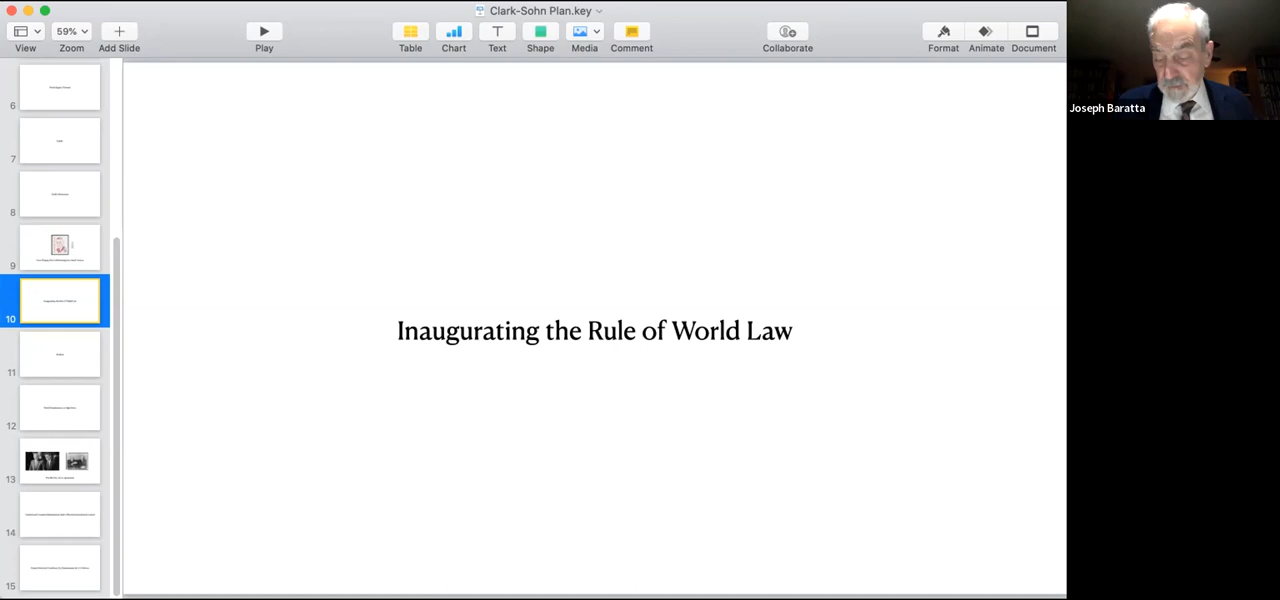 Clark-Sohn Plan.key
59%
View
Zoom
Add Slide
Play
Table
Chart
Text
Shape
Media
Comment
Collaborate
Format
Animate
Document
Joseph Baratta
6
7
8
9
10
11
12
13
14
15
Inaugurating the Rule of World Law